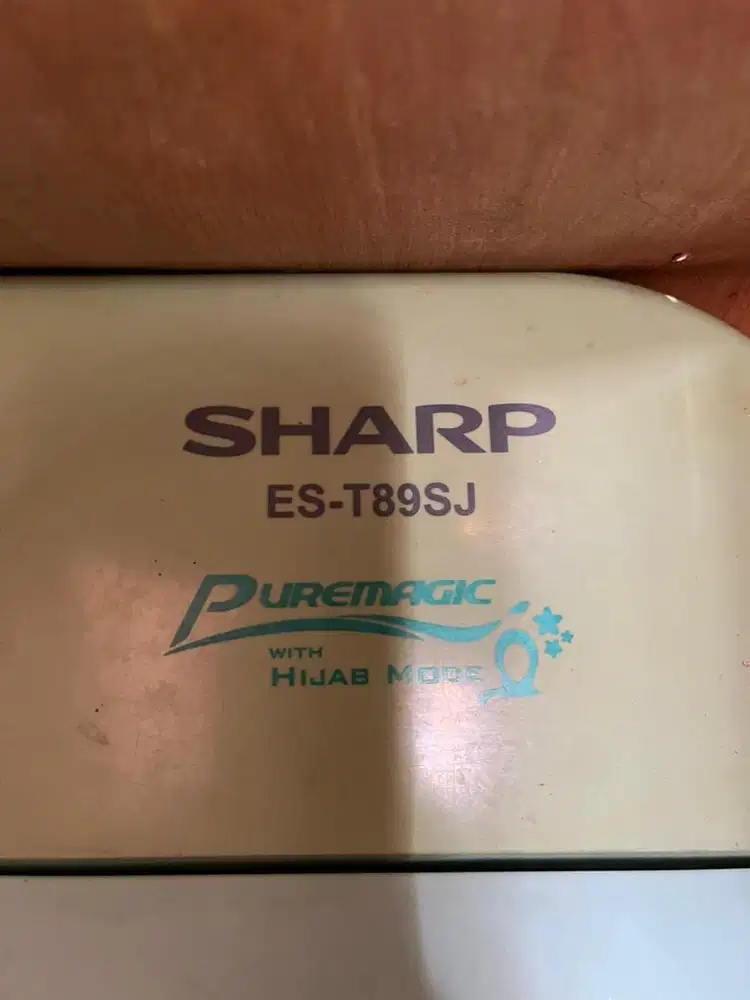 SHARP
ES-T89SJ
PUREMAGIC
WITH
HIJAB MODE